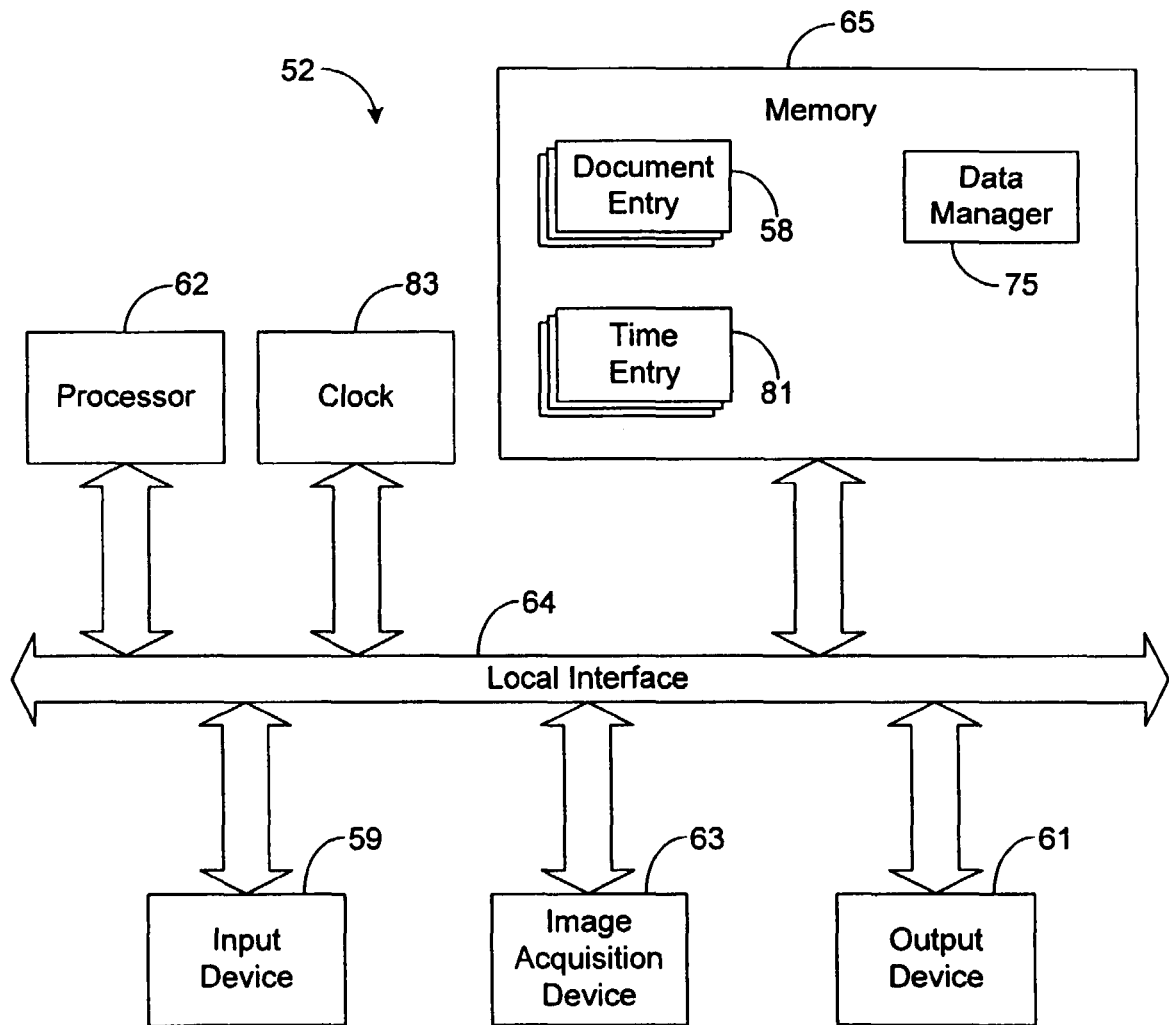 65
52
Memory
Document
Entry
58
Data
Manager
75
62
83
Time
Entry
81
Processor
Clock
64
Local Interface
59
63
61
Input
Device
Image
Acquisition
Device
Output
Device